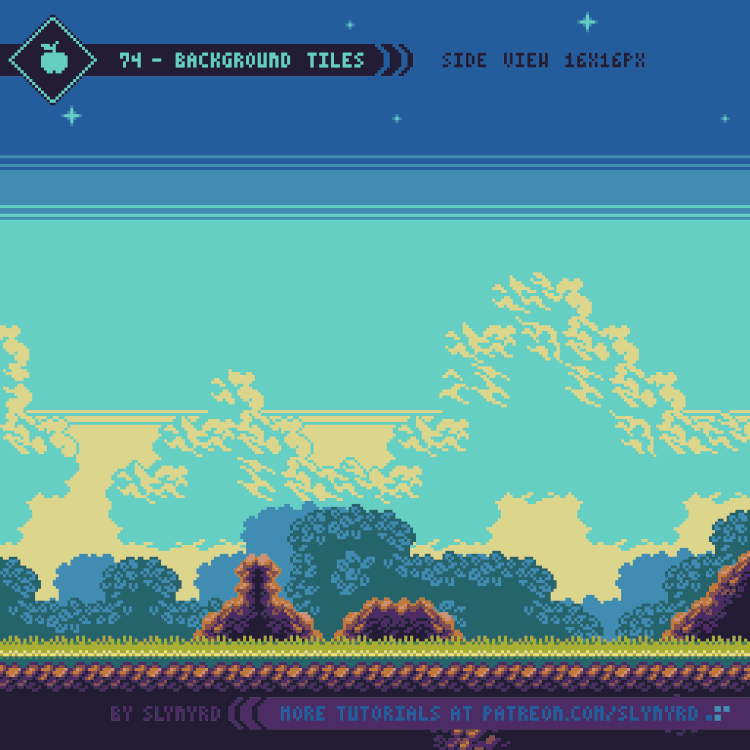 74 - BACKGROUND TILES SIDE VIEW 16X16PX
BY SLYNYRD MORE TUTORIALS AT PATREON.COM/SLYNYRD